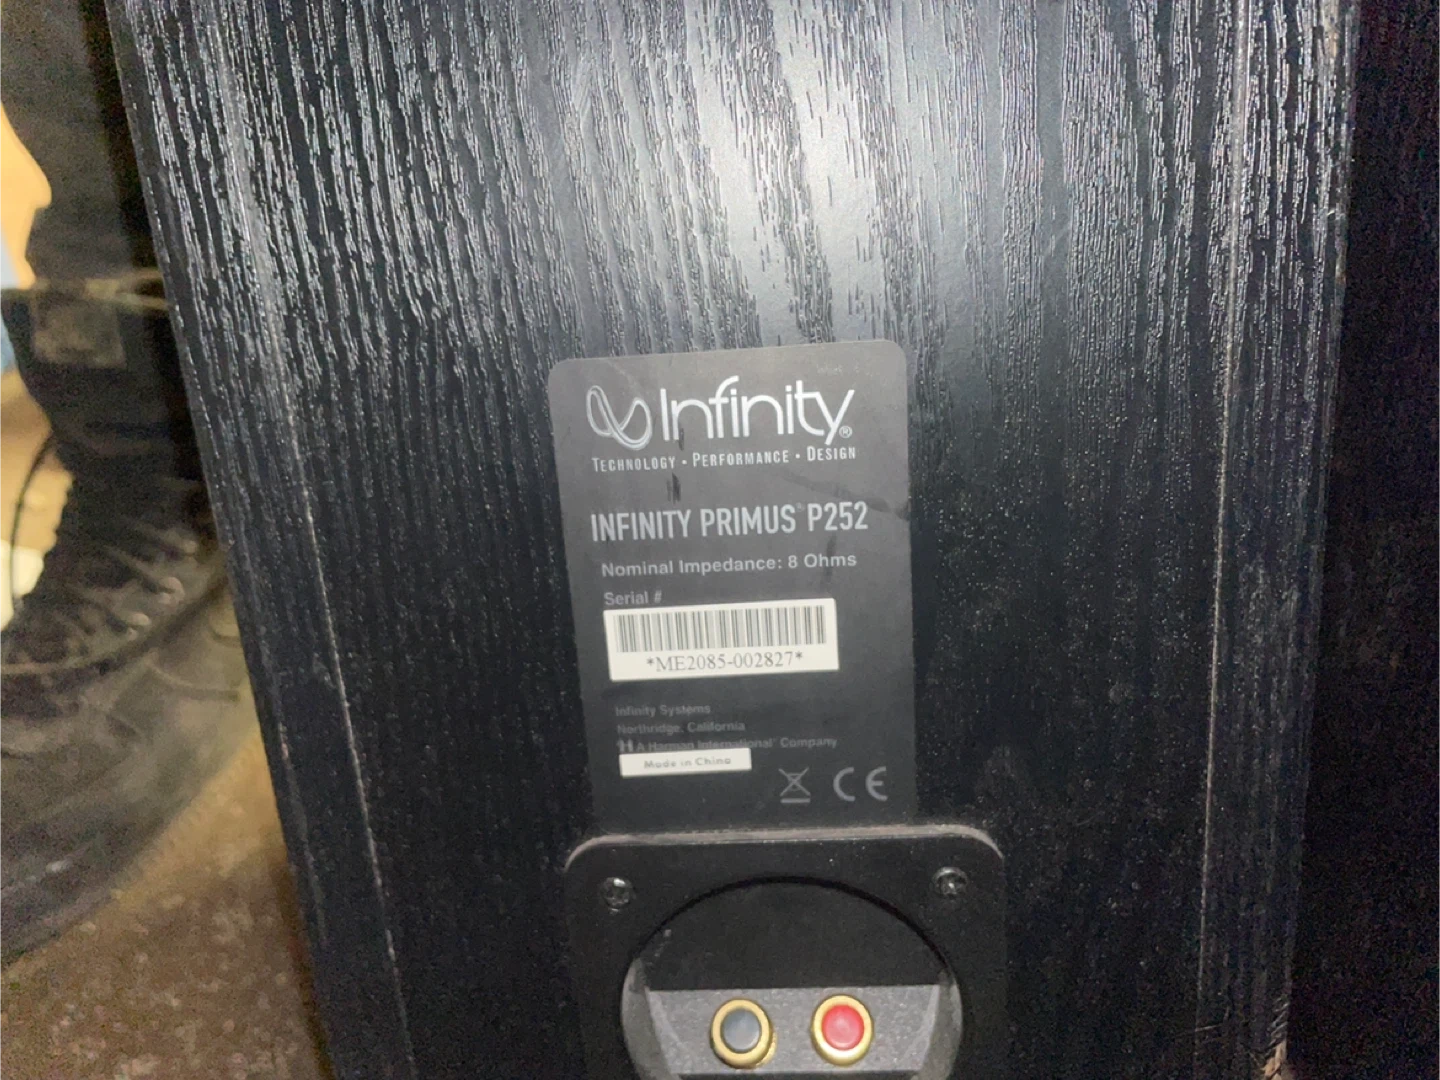 Infinity®
TECHNOLOGY • PERFORMANCE • DESIGN
INFINITY PRIMUS® P252
Nominal Impedance: 8 Ohms
Serial #
*ME2085-002827*
Infinity Systems
Northridge, California
A Harman International® Company
Made in China
CE